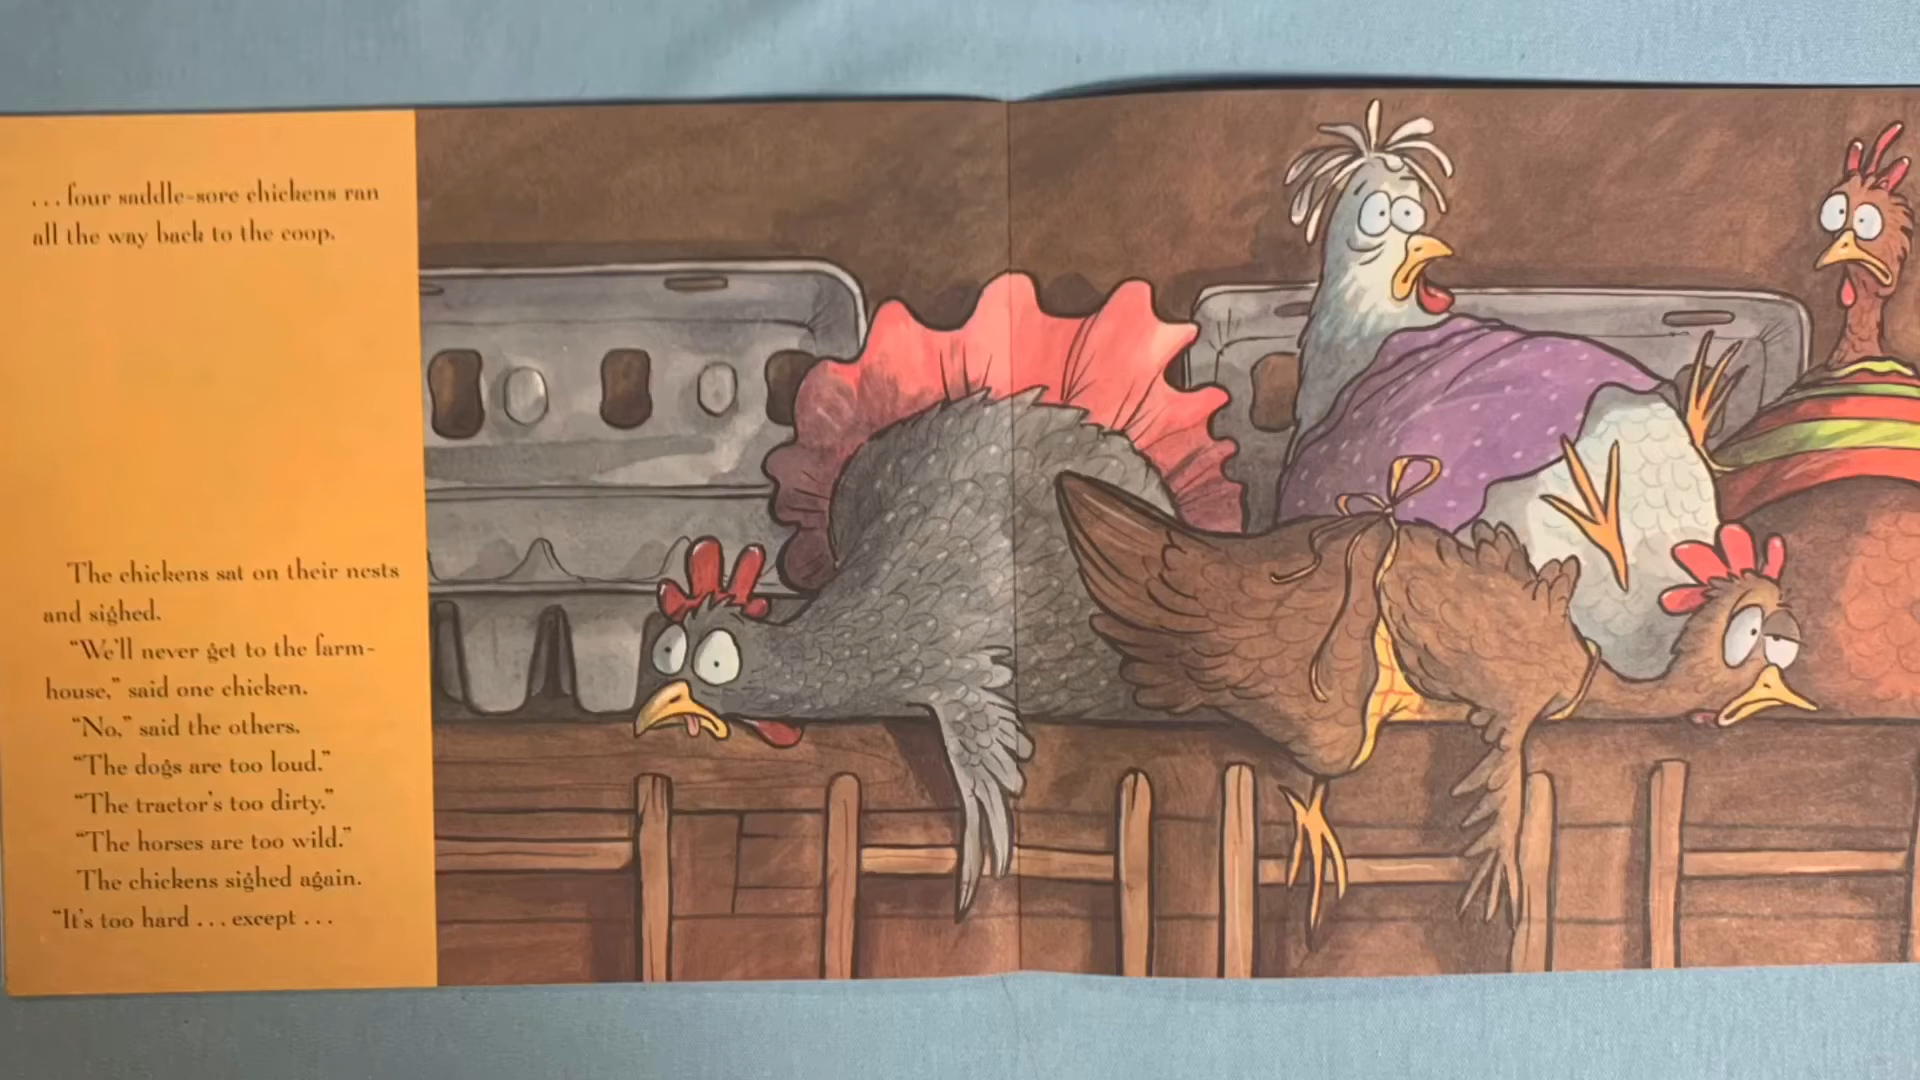 ...four saddle-sore chickens ran
all the way back to the coop.
The chickens sat on their nests
and sighed.
"We'll never get to the farm-
house," said one chicken.
"No," said the others.
"The dogs are too loud."
"The tractor's too dirty."
"The horses are too wild."
The chickens sighed again.
"It's too hard ... except ...